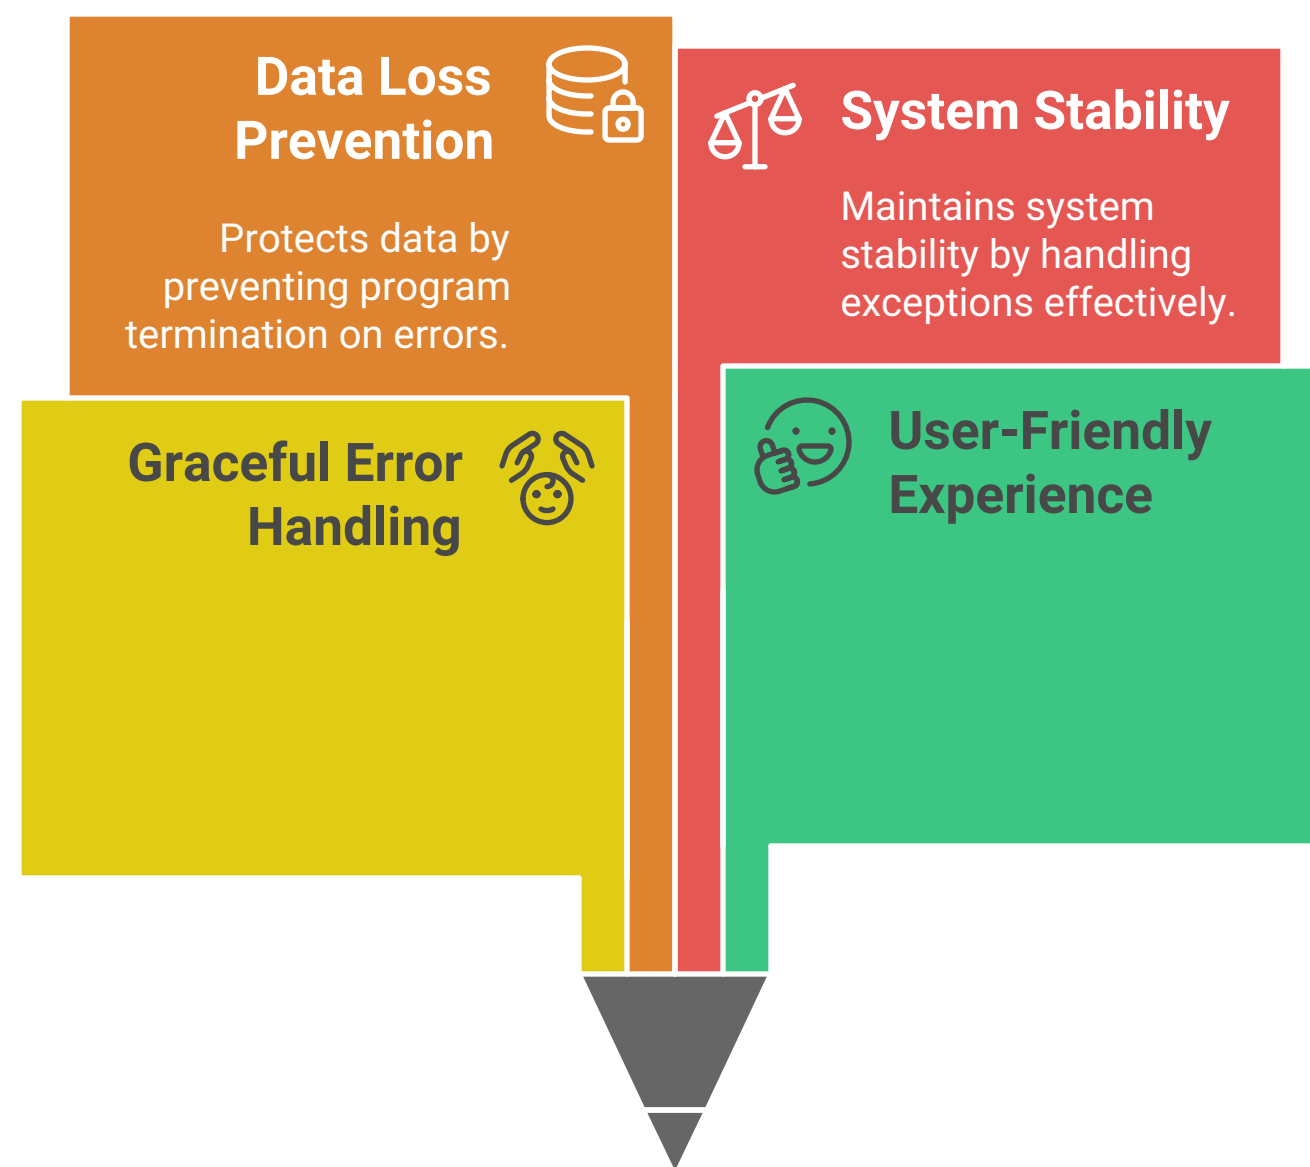 Data Loss
Prevention
Protects data by
preventing program
termination on errors.
System Stability
Maintains system
stability by handling
exceptions effectively.
Graceful Error
Handling
User-Friendly
Experience